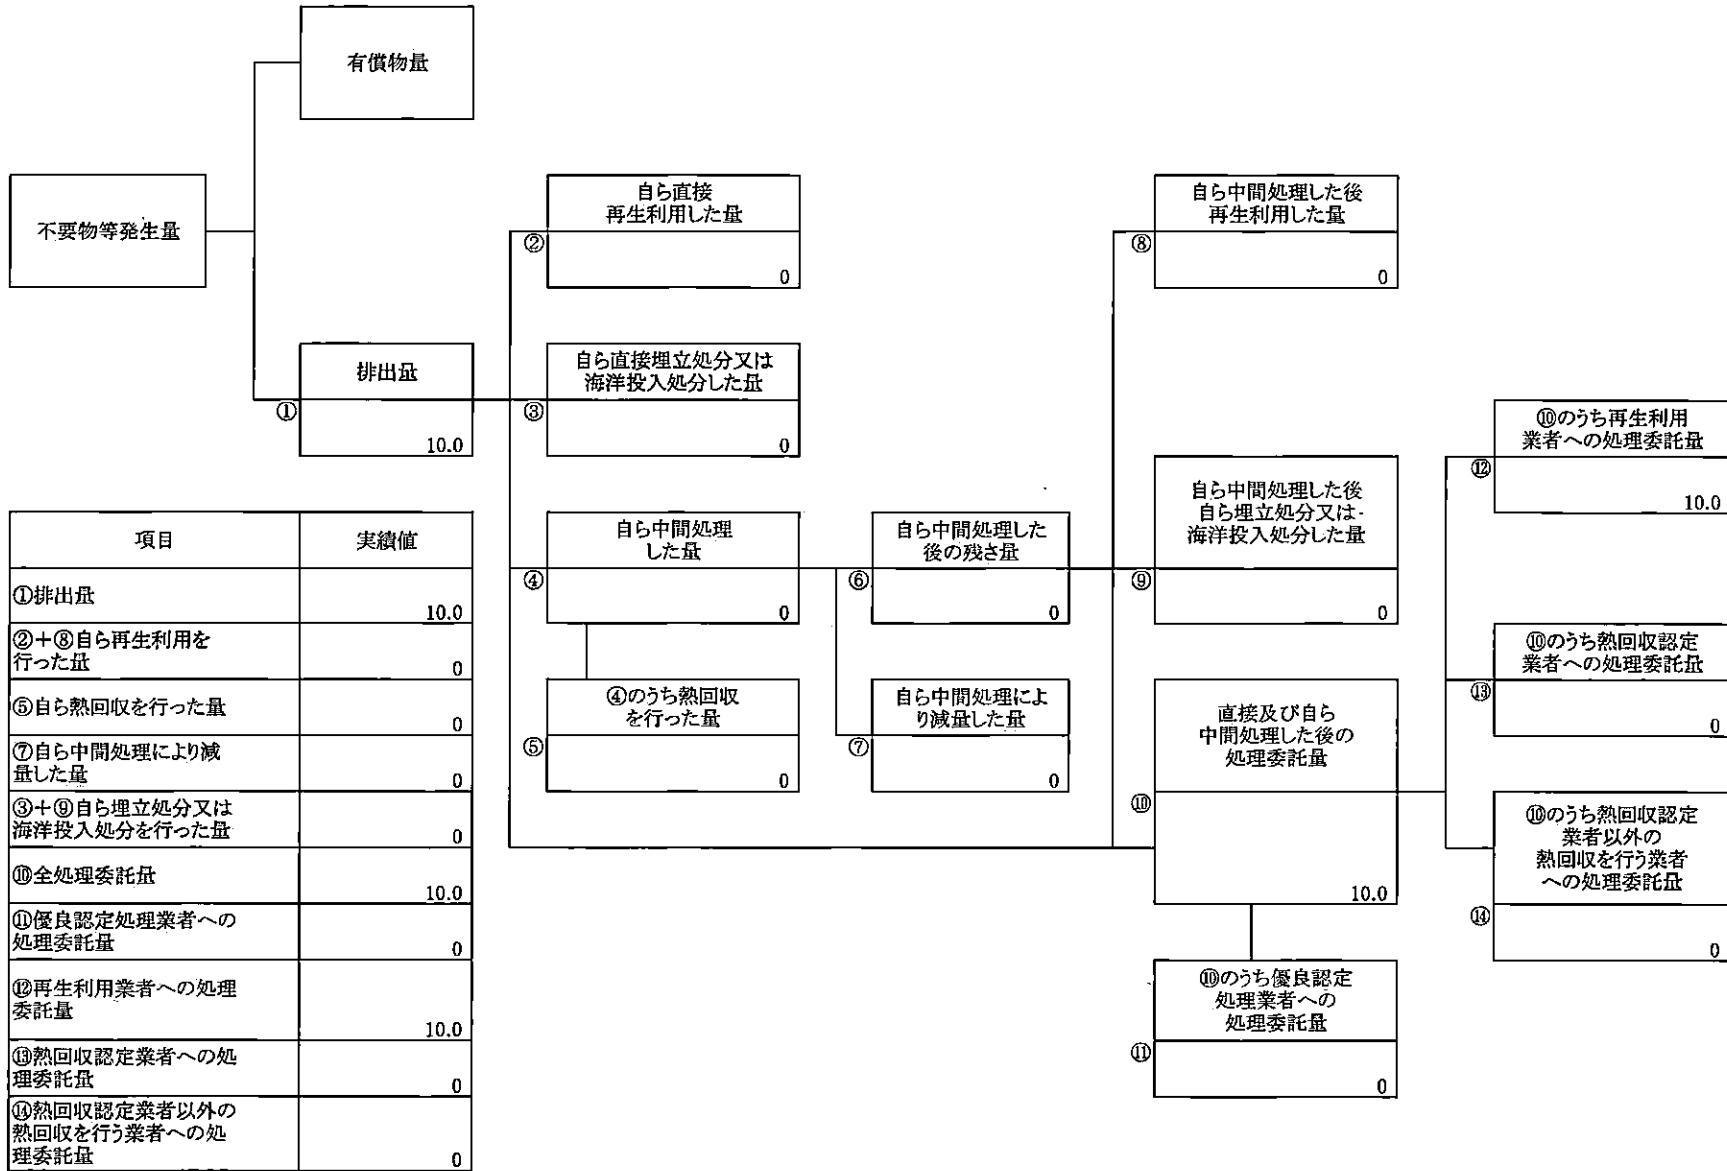 有償物量
不要物等発生量
排出量
①
10.0
自ら直接
再生利用した量
②
0
自ら直接埋立処分又は
海洋投入処分した量
③
0
自ら中間処理
した量
④
0
④のうち熱回収
を行った量
⑤
0
自ら中間処理した
後の残さ量
⑥
0
自ら中間処理によ
り減量した量
⑦
0
自ら中間処理した後
再生利用した量
⑧
0
自ら中間処理した後
自ら埋立処分又は
海洋投入処分した量
⑨
0
直接及び自ら
中間処理した後の
処理委託量
⑩
10.0
⑩のうち優良認定
処理業者への
処理委託量
⑪
0
⑩のうち再生利用
業者への処理委託量
⑫
10.0
⑩のうち熱回収認定
業者への処理委託量
⑬
0
⑩のうち熱回収認定
業者以外の
熱回収を行う業者
への処理委託量
⑭
0
項目 実績値
①排出量
10.0
②+⑧自ら再生利用を
行った量
0
⑤自ら熱回収を行った量
0
⑦自ら中間処理により減
量した量
0
③+⑨自ら埋立処分又は
海洋投入処分を行った量
0
⑩全処理委託量
10.0
⑪優良認定処理業者への
処理委託量
0
⑫再生利用業者への処理
委託量
10.0
⑬熱回収認定業者への処
理委託量
0
⑭熱回収認定業者以外の
熱回収を行う業者への処
理委託量
0